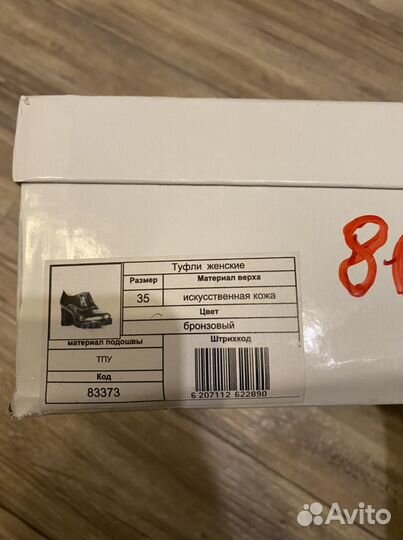 Туфли женские
Размер Материал верха
35 искусственная кожа
Цвет
бронзовый
материал подошвы Штрихкод
ТПУ
Код
83373
6 207112 622890
Avito